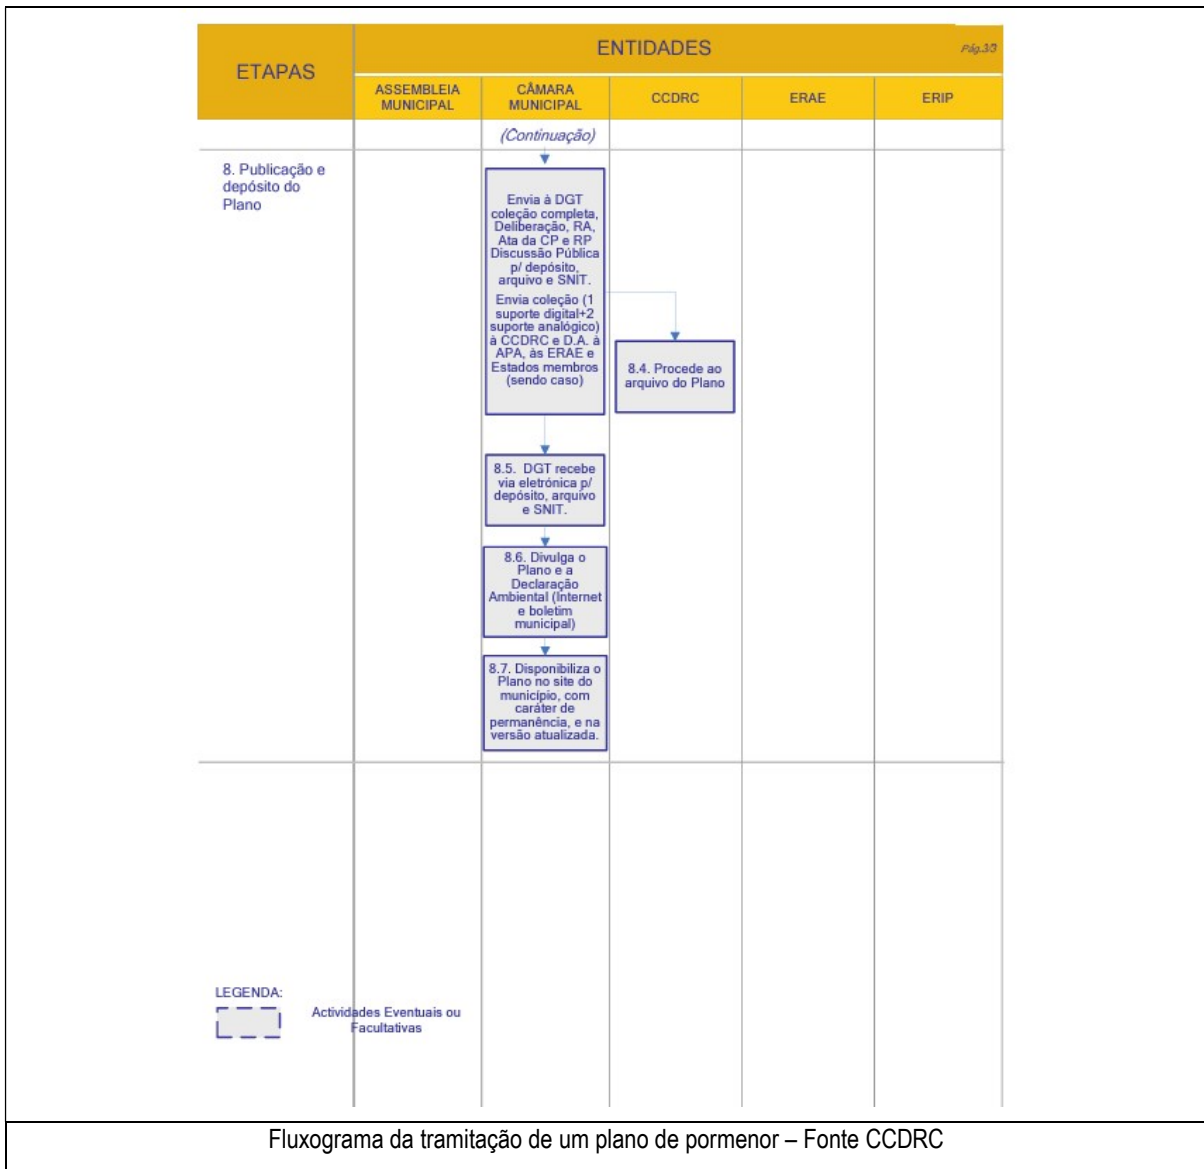 ETAPAS
ENTIDADES
Pág.3/3
ASSEMBLEIA
MUNICIPAL
CÂMARA
MUNICIPAL
CCDRC
ERAE
ERIP
(Continuação)
8. Publicação e
depósito do
Plano
Envia à DGT
coleção completa,
Deliberação, RA,
Ata da CP e RP
Discussão Pública
p/ depósito,
arquivo e SNIT.
Envia coleção (1
suporte digital+2
suporte analógico)
à CCDRC e D.A. à
APA, às ERAE e
Estados membros
(sendo caso)
8.4. Procede ao
arquivo do Plano
8.5. DGT recebe
via eletrónica p/
depósito, arquivo
e SNIT.
8.6. Divulga o
Plano e a
Declaração
Ambiental (Internet
e boletim
municipal)
8.7. Disponibiliza o
Plano no site do
município, com
caráter de
permanência, e na
versão atualizada.
LEGENDA:
Actividades Eventuais ou
Facultativas
Fluxograma da tramitação de um plano de pormenor – Fonte CCDRC